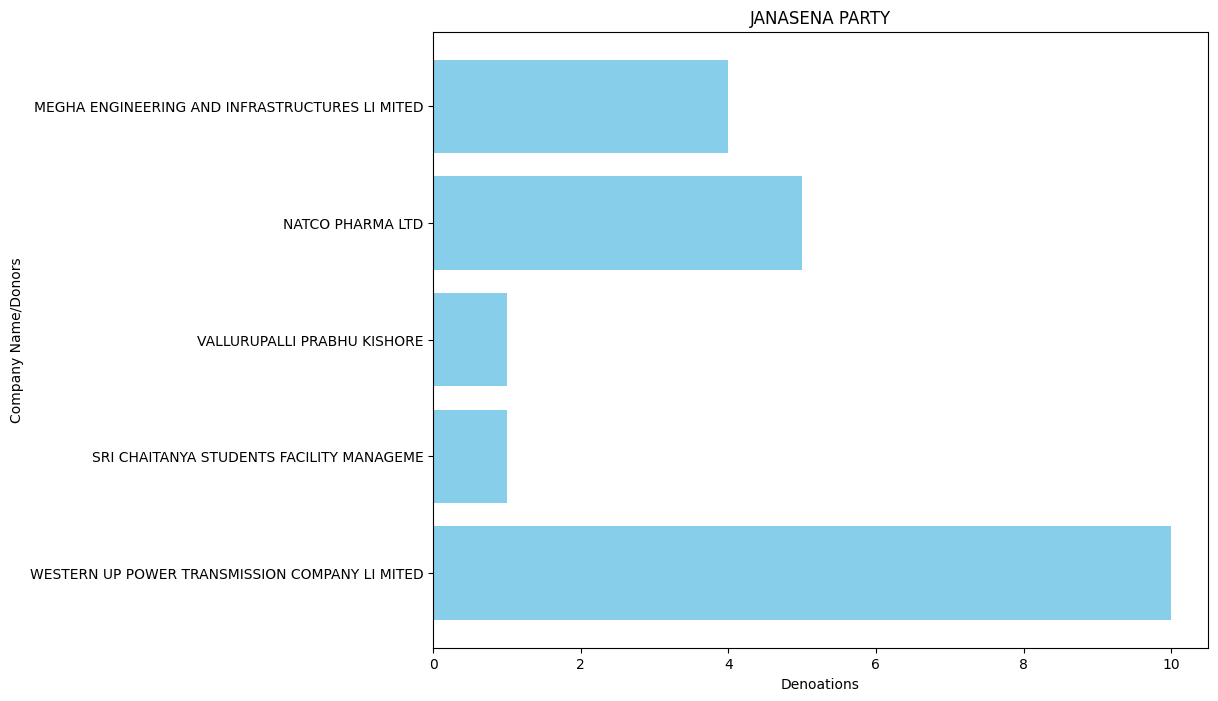 JANASENA PARTY
Company Name/Donors
MEGHA ENGINEERING AND INFRASTRUCTURES LI MITED
NATCO PHARMA LTD
VALLURUPALLI PRABHU KISHORE
SRI CHAITANYA STUDENTS FACILITY MANAGEME
WESTERN UP POWER TRANSMISSION COMPANY LI MITED
0 2 4 6 8 10
Denoations